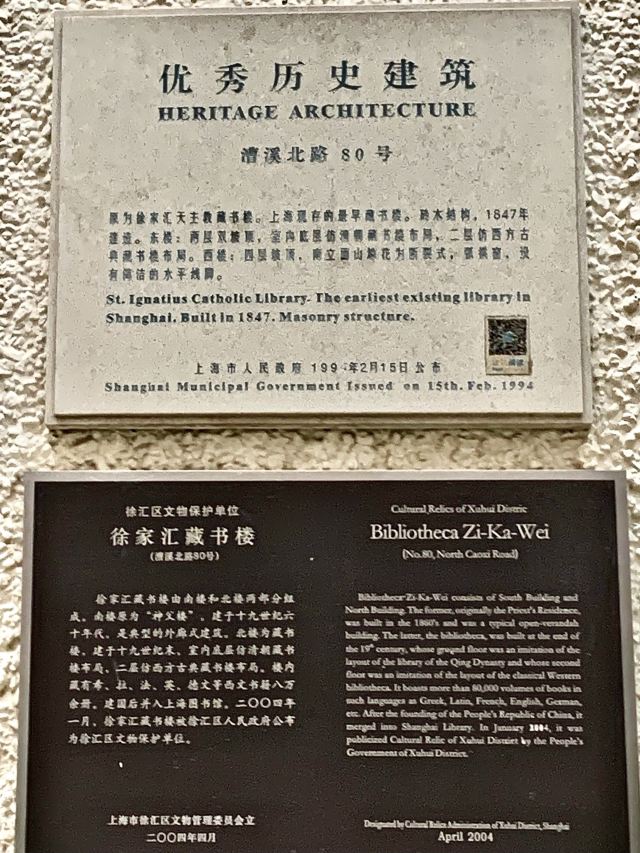 优秀历史建筑
HERITAGE ARCHITECTURE
漕溪北路 80 号
原为徐家汇天主教藏书楼。上海现存的最早藏书楼。砖木结构，1847年
建造。东楼：两层双坡顶，室内底层仿清朝藏书楼布局，二层仿西方古
典藏书楼布局。西楼：四层坡顶，南立面山墙花为断裂式，弧拱窗，设
有简洁的水平线脚。
St. Ignatius Catholic Library. The earliest existing library in
Shanghai. Built in 1847. Masonry structure.
上海市人民政府 1994年2月15日公布
Shanghai Municipal Government Issued on 15th. Feb. 1994
徐汇区文物保护单位
徐家汇藏书楼
(漕溪北路80号)
徐家汇藏书楼由南楼和北楼两部分组
成。南楼原为“神父楼”，建于十九世纪六
十年代，是典型的外廊式建筑。北楼为藏书
楼，建于十九世纪末，室内底层仿清朝藏书
楼布局，二层仿西方古典藏书楼布局。楼内
藏有希、拉、法、英、德文等西文书籍八万
余册。建国后并入上海图书馆。二〇〇四年
一月，徐家汇藏书楼被徐汇区人民政府公布
为徐汇区文物保护单位。
上海市徐汇区文物管理委员会立
二〇〇四年四月
Cultural Relics of Xuhui Distric
Bibliotheca Zi-Ka-Wei
(No.80, North Caoxi Road)
Bibliotheca Zi-Ka-Wei consists of South Building and
North Building. The former, originally the Priest's Residence,
was built in the 1860's and was a typical open-verandah
building. The latter, the bibliotheca, was built at the end of
the 19th century, whose ground floor was an imitation of the
layout of the library of the Qing Dynasty and whose second
floor was an imitation of the layout of the classical Western
bibliotheca. It boasts more than 80,000 volumes of books in
such languages as Greek, Latin, French, English, German,
etc. After the founding of the People's Republic of China, it
merged into Shanghai Library. In January 2004, it was
publicized Cultural Relic of Xuhui District by the People's
Government of Xuhui District.
Designated by Cultural Relics Administration of Xuhui District, Shanghai
April 2004